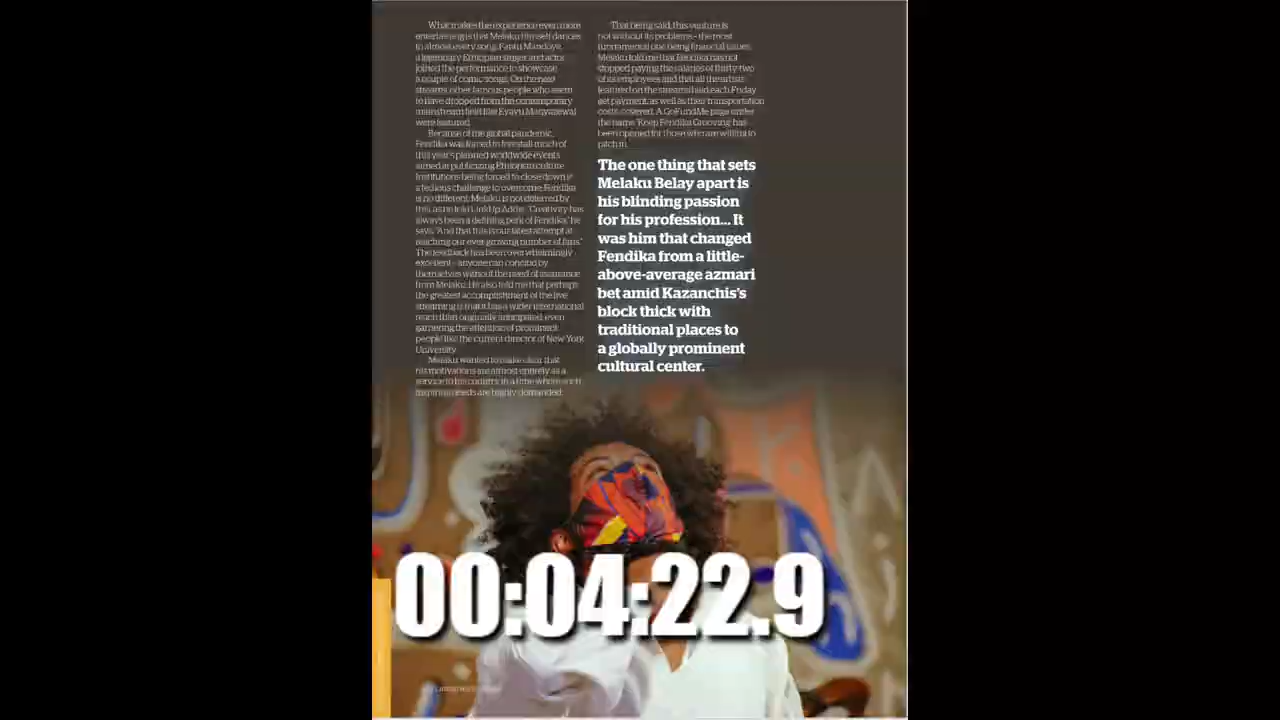 What makes the experience even more
entertaining is that Melaku himself dances
to almost every song. Fantu Mandoye,
a legendary Ethiopian singer and actor
joined the performance to showcase
a couple of comic songs. On the next
streams, other famous people who seem
to have dropped from the contemporary
mainstream field like Eyayu Manyazewal
were featured.
Because of the global pandemic,
Fendika was forced to forestall much of
this year's planned worldwide events
aimed at publicizing Ethiopian culture.
Institutions being forced to close down is
a tedious challenge to overcome. Fendika
is no different. Melaku is not deterred by
this, as he told Linkup Addis. "Creativity has
always been a defining perk of Fendika," he
says. "And that this is our latest attempt at
reaching our ever growing number of fans."
The feedback has been overwhelmingly
excellent – anyone can conclude by
themselves without the need of assurance
from Melaku. He also told me that perhaps
the greatest accomplishment of the live
streaming is that it has a wider international
reach than originally anticipated, even
garnering the attention of prominent
people like the current director of New York
University.
Melaku wanted to make clear that
his motivations are almost entirely as a
service to his country, in a time where such
inspiring needs are highly demanded.
That being said, this venture is
not without its problems – the most
fundamental one being financial issues.
Melaku told me that Fendika has not
stopped paying the salaries of thirty-two
of its employees and that all the artists
featured on the streams held each Friday
get payment, as well as their transportation
costs, covered. A GoFundMe page under
the name 'Keep Fendika Grooving' has
been opened for those who are willing to
pitch in.
The one thing that sets
Melaku Belay apart is
his blinding passion
for his profession... It
was him that changed
Fendika from a little-
above-average azmari
bet amid Kazanchis's
block thick with
traditional places to
a globally prominent
cultural center.
00:04:22.9